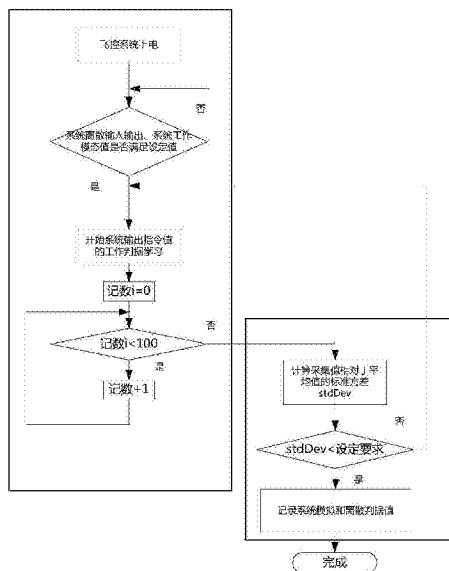 飞控系统上电
否
系统离散输入输出、系统工作
模态值是否满足设定值
是
开始系统输出指令值
的工作判据学习
记数i=0
否
记数i<100
是
记数+1
计算采集值相对于平
均值的标准方差
stdDev
否
stdDev<设定要求
是
记录系统模拟和离散判据值
完成